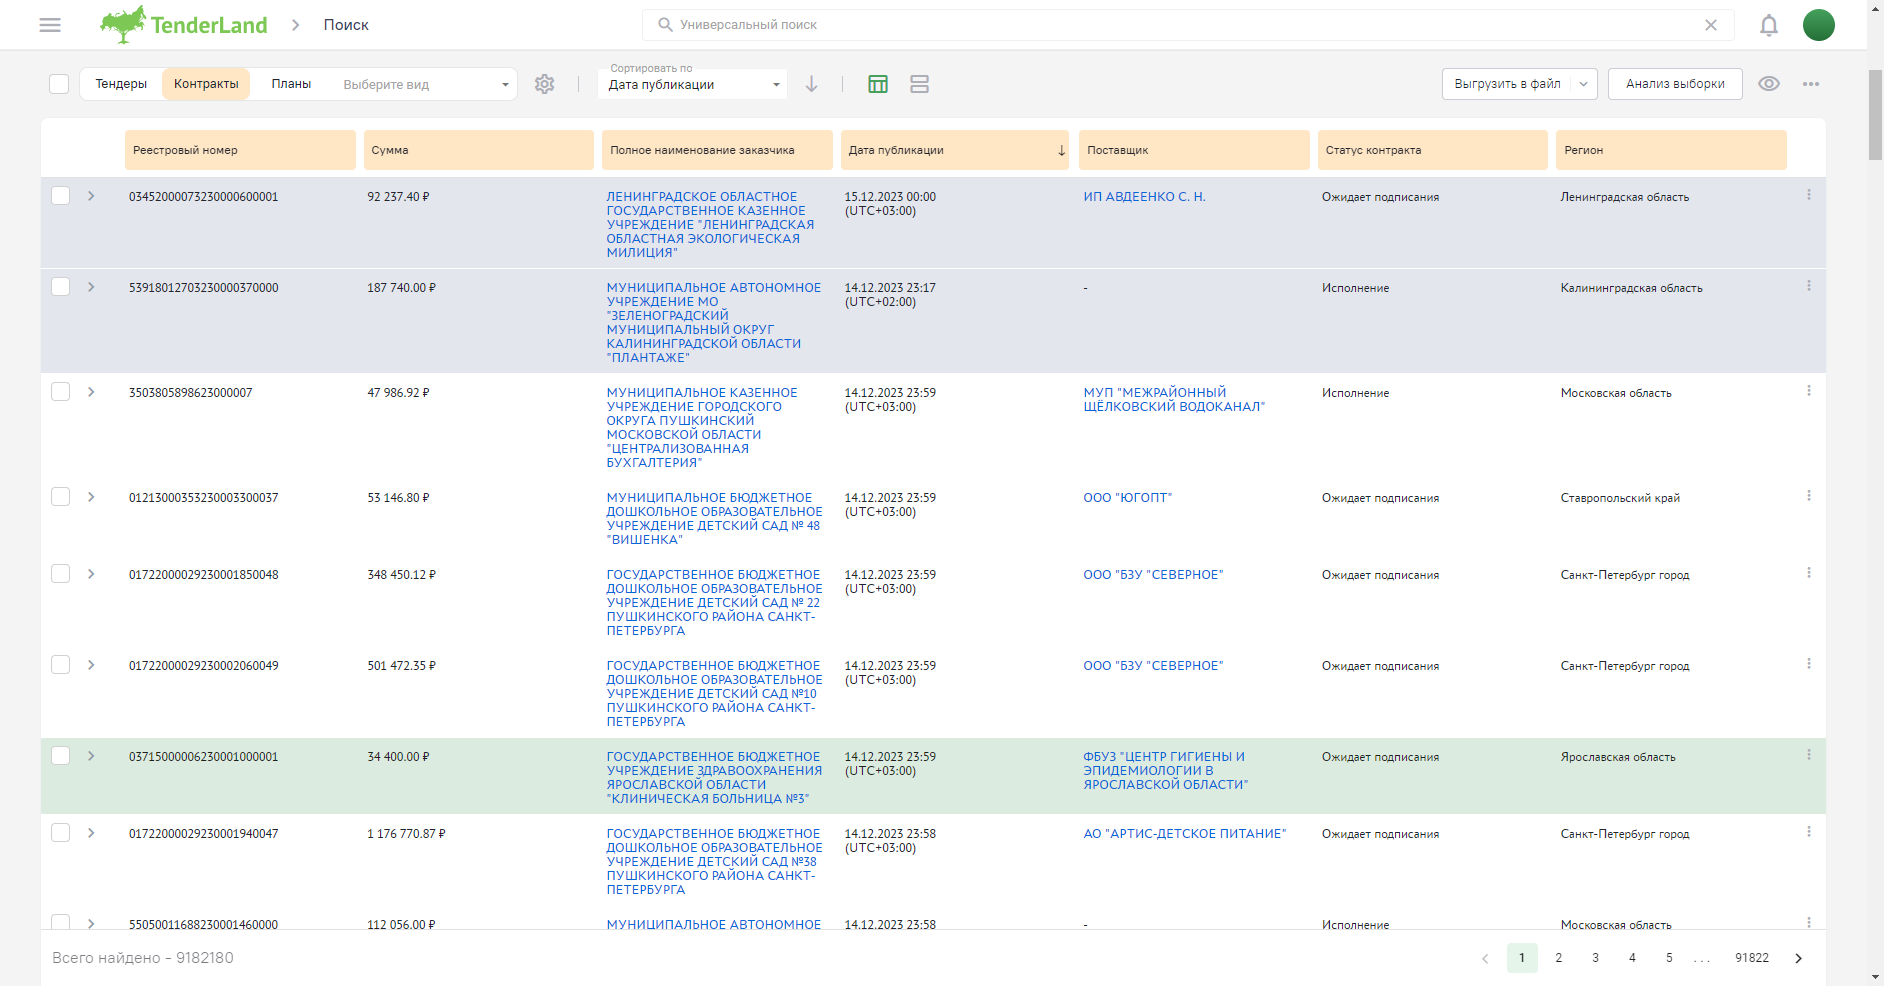 TenderLand
Поиск
Универсальный поиск
Тендеры
Контракты
Планы
Выберите вид
Сортировать по
Дата публикации
Выгрузить в файл
Анализ выборки
Реестровый номер
Сумма
Полное наименование заказчика
Дата публикации
Поставщик
Статус контракта
Регион
03452000073230000600001
92 237.40 ₽
ЛЕНИНГРАДСКОЕ ОБЛАСТНОЕ
ГОСУДАРСТВЕННОЕ КАЗЕННОЕ
УЧРЕЖДЕНИЕ "ЛЕНИНГРАДСКАЯ
ОБЛАСТНАЯ ЭКОЛОГИЧЕСКАЯ
МИЛИЦИЯ"
15.12.2023 00:00
(UTC+03:00)
ИП АВДЕЕНКО С. Н.
Ожидает подписания
Ленинградская область
53918012703230000370000
187 740.00 ₽
МУНИЦИПАЛЬНОЕ АВТОНОМНОЕ
УЧРЕЖДЕНИЕ МО
"ЗЕЛЕНОГРАДСКИЙ
МУНИЦИПАЛЬНЫЙ ОКРУГ
КАЛИНИНГРАДСКОЙ ОБЛАСТИ
"ПЛАНТАЖЕ"
14.12.2023 23:17
(UTC+02:00)
-
Исполнение
Калининградская область
3503805898623000007
47 986.92 ₽
МУНИЦИПАЛЬНОЕ КАЗЕННОЕ
УЧРЕЖДЕНИЕ ГОРОДСКОГО
ОКРУГА ПУШКИНСКИЙ
МОСКОВСКОЙ ОБЛАСТИ
"ЦЕНТРАЛИЗОВАННАЯ
БУХГАЛТЕРИЯ"
14.12.2023 23:59
(UTC+03:00)
МУП "МЕЖРАЙОННЫЙ
ЩЁЛКОВСКИЙ ВОДОКАНАЛ"
Исполнение
Московская область
01213000353230003300037
53 146.80 ₽
МУНИЦИПАЛЬНОЕ БЮДЖЕТНОЕ
ДОШКОЛЬНОЕ ОБРАЗОВАТЕЛЬНОЕ
УЧРЕЖДЕНИЕ ДЕТСКИЙ САД № 48
"ВИШЕНКА"
14.12.2023 23:59
(UTC+03:00)
ООО "ЮГОПТ"
Ожидает подписания
Ставропольский край
01722000029230001850048
348 450.12 ₽
ГОСУДАРСТВЕННОЕ БЮДЖЕТНОЕ
ДОШКОЛЬНОЕ ОБРАЗОВАТЕЛЬНОЕ
УЧРЕЖДЕНИЕ ДЕТСКИЙ САД № 22
ПУШКИНСКОГО РАЙОНА САНКТ-
ПЕТЕРБУРГА
14.12.2023 23:59
(UTC+03:00)
ООО "БЗУ "СЕВЕРНОЕ"
Ожидает подписания
Санкт-Петербург город
01722000029230002060049
501 472.35 ₽
ГОСУДАРСТВЕННОЕ БЮДЖЕТНОЕ
ДОШКОЛЬНОЕ ОБРАЗОВАТЕЛЬНОЕ
УЧРЕЖДЕНИЕ ДЕТСКИЙ САД №10
ПУШКИНСКОГО РАЙОНА САНКТ-
ПЕТЕРБУРГА
14.12.2023 23:59
(UTC+03:00)
ООО "БЗУ "СЕВЕРНОЕ"
Ожидает подписания
Санкт-Петербург город
03715000006230001000001
34 400.00 ₽
ГОСУДАРСТВЕННОЕ БЮДЖЕТНОЕ
УЧРЕЖДЕНИЕ ЗДРАВООХРАНЕНИЯ
ЯРОСЛАВСКОЙ ОБЛАСТИ
"КЛИНИЧЕСКАЯ БОЛЬНИЦА №3"
14.12.2023 23:59
(UTC+03:00)
ФБУЗ "ЦЕНТР ГИГИЕНЫ И
ЭПИДЕМИОЛОГИИ В
ЯРОСЛАВСКОЙ ОБЛАСТИ"
Ожидает подписания
Ярославская область
01722000029230001940047
1 176 770.87 ₽
ГОСУДАРСТВЕННОЕ БЮДЖЕТНОЕ
ДОШКОЛЬНОЕ ОБРАЗОВАТЕЛЬНОЕ
УЧРЕЖДЕНИЕ ДЕТСКИЙ САД №38
ПУШКИНСКОГО РАЙОНА САНКТ-
ПЕТЕРБУРГА
14.12.2023 23:58
(UTC+03:00)
АО "АРТИС-ДЕТСКОЕ ПИТАНИЕ"
Ожидает подписания
Санкт-Петербург город
55050011688230001460000
112 056.00 ₽
МУНИЦИПАЛЬНОЕ АВТОНОМНОЕ
14.12.2023 23:58
-
Исполнение
Московская область
Всего найдено - 9182180
1 2 3 4 5 ... 91822